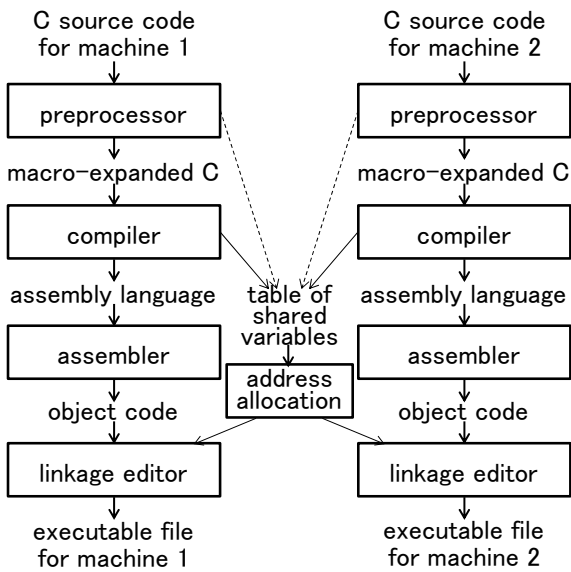 C source code
for machine 1
preprocessor
macro-expanded C
compiler
assembly language
assembler
object code
linkage editor
executable file
for machine 1
table of
shared
variables
address
allocation
C source code
for machine 2
preprocessor
macro-expanded C
compiler
assembly language
assembler
object code
linkage editor
executable file
for machine 2